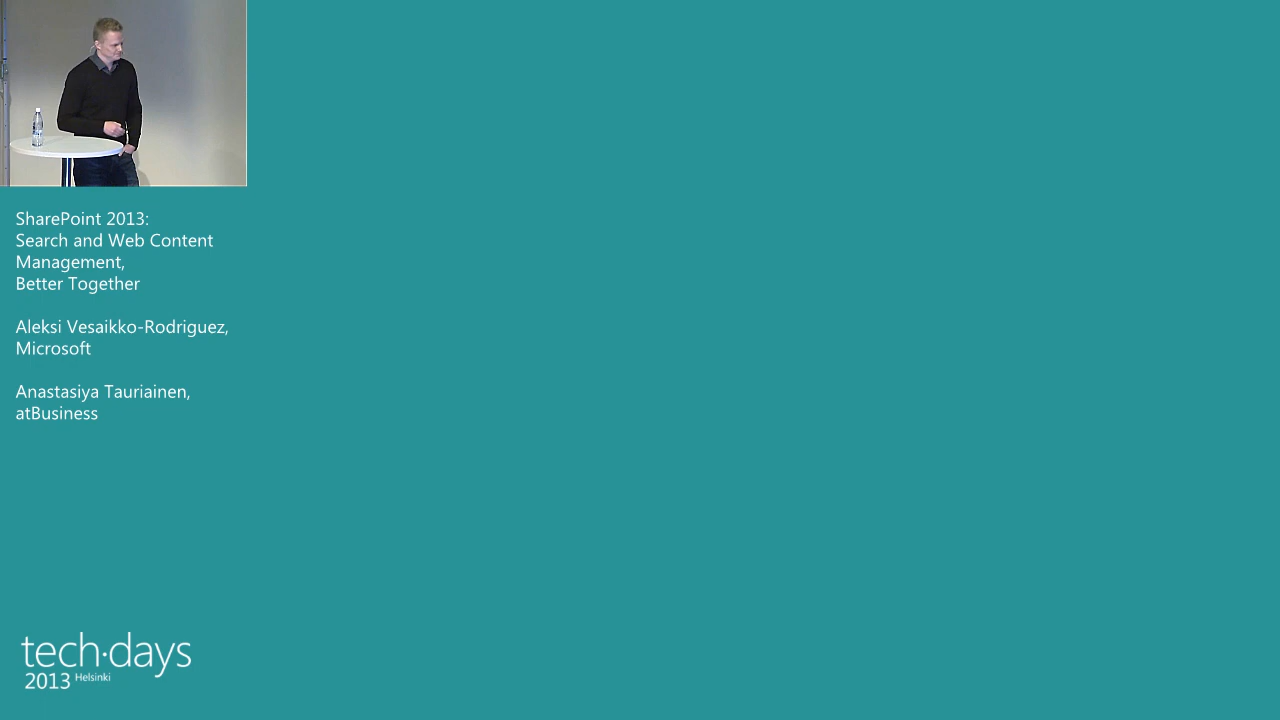 SharePoint 2013:
Search and Web Content
Management,
Better Together
Aleksi Vesaikko-Rodriguez,
Microsoft
Anastasiya Tauriainen,
atBusiness
tech·days
2013 Helsinki